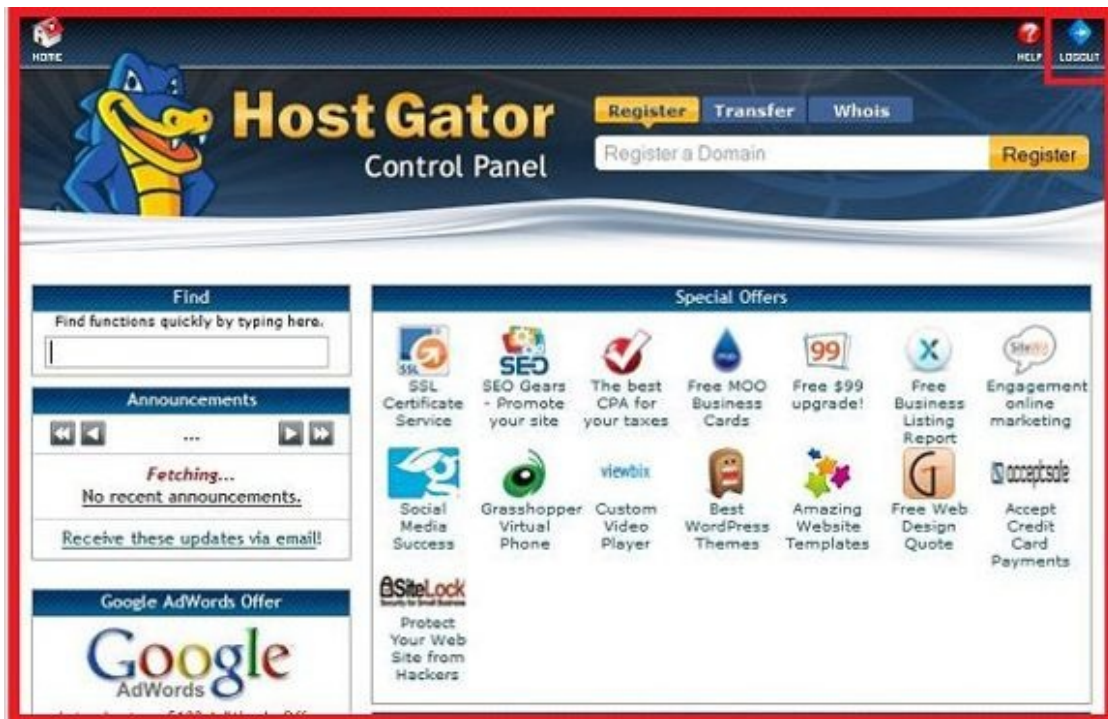 HOME
HELP
LOGOUT
Host Gator
Control Panel
Register
Transfer
Whois
Register a Domain
Register
Find
Find functions quickly by typing here.
Announcements
...
Fetching...
No recent announcements.
Receive these updates via email!
Google AdWords Offer
Google
AdWords
Special Offers
SSL
SSL
Certificate
Service
SEO
SEO Gears
- Promote
your site
The best
CPA for
your taxes
Free MOO
Business
Cards
99
Free $99
upgrade!
X
Free
Business
Listing
Report
Engagement
online
marketing
Social
Media
Success
Grasshopper
Virtual
Phone
viewbix
Custom
Video
Player
Best
WordPress
Themes
Amazing
Website
Templates
G
Free Web
Design
Quote
acceptsafe
Accept
Credit
Card
Payments
SiteLock
Protect
Your Web
Site from
Hackers